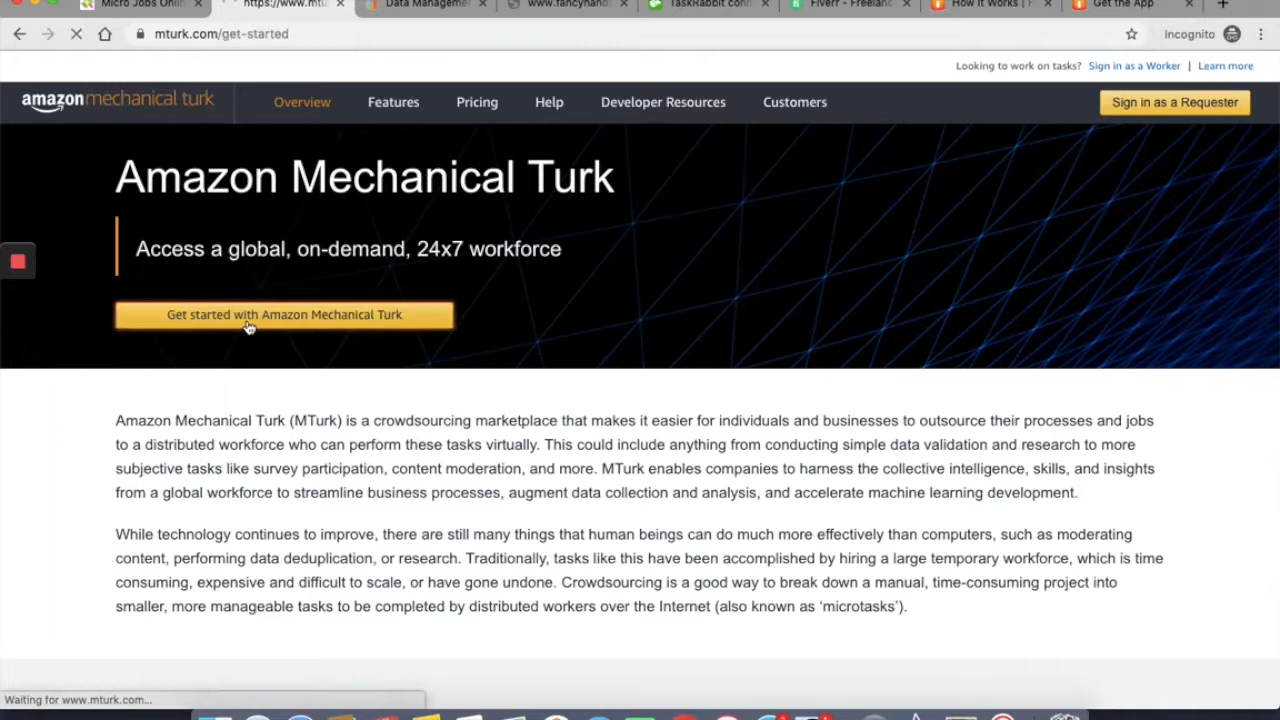 Micro Jobs Onli
https://www.mtu
Data Management
www.fancyhand
TaskRabbit conn
Fiverr - Freelanc
How It Works |
Get the App
mturk.com/get-started
Incognito
Looking to work on tasks? Sign in as a Worker | Learn more
amazonmechanical turk
Overview
Features
Pricing
Help
Developer Resources
Customers
Sign in as a Requester
Amazon Mechanical Turk
Access a global, on-demand, 24x7 workforce
Get started with Amazon Mechanical Turk
Amazon Mechanical Turk (MTurk) is a crowdsourcing marketplace that makes it easier for individuals and businesses to outsource their processes and jobs
to a distributed workforce who can perform these tasks virtually. This could include anything from conducting simple data validation and research to more
subjective tasks like survey participation, content moderation, and more. MTurk enables companies to harness the collective intelligence, skills, and insights
from a global workforce to streamline business processes, augment data collection and analysis, and accelerate machine learning development.
While technology continues to improve, there are still many things that human beings can do much more effectively than computers, such as moderating
content, performing data deduplication, or research. Traditionally, tasks like this have been accomplished by hiring a large temporary workforce, which is time
consuming, expensive and difficult to scale, or have gone undone. Crowdsourcing is a good way to break down a manual, time-consuming project into
smaller, more manageable tasks to be completed by distributed workers over the Internet (also known as ‘microtasks’).
Waiting for www.mturk.com...